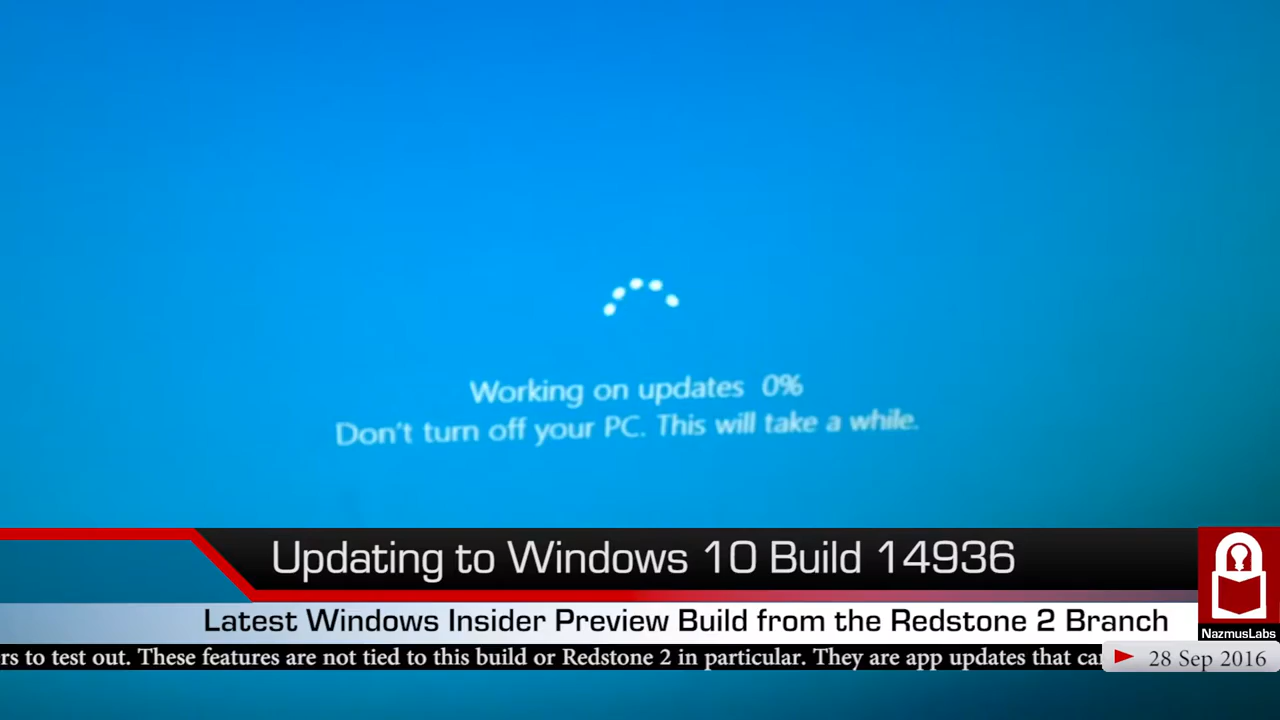 Working on updates 0%
Don't turn off your PC. This will take a while.
Updating to Windows 10 Build 14936
Latest Windows Insider Preview Build from the Redstone 2 Branch
NazmusLabs
rs to test out. These features are not tied to this build or Redstone 2 in particular. They are app updates that ca
28 Sep 2016